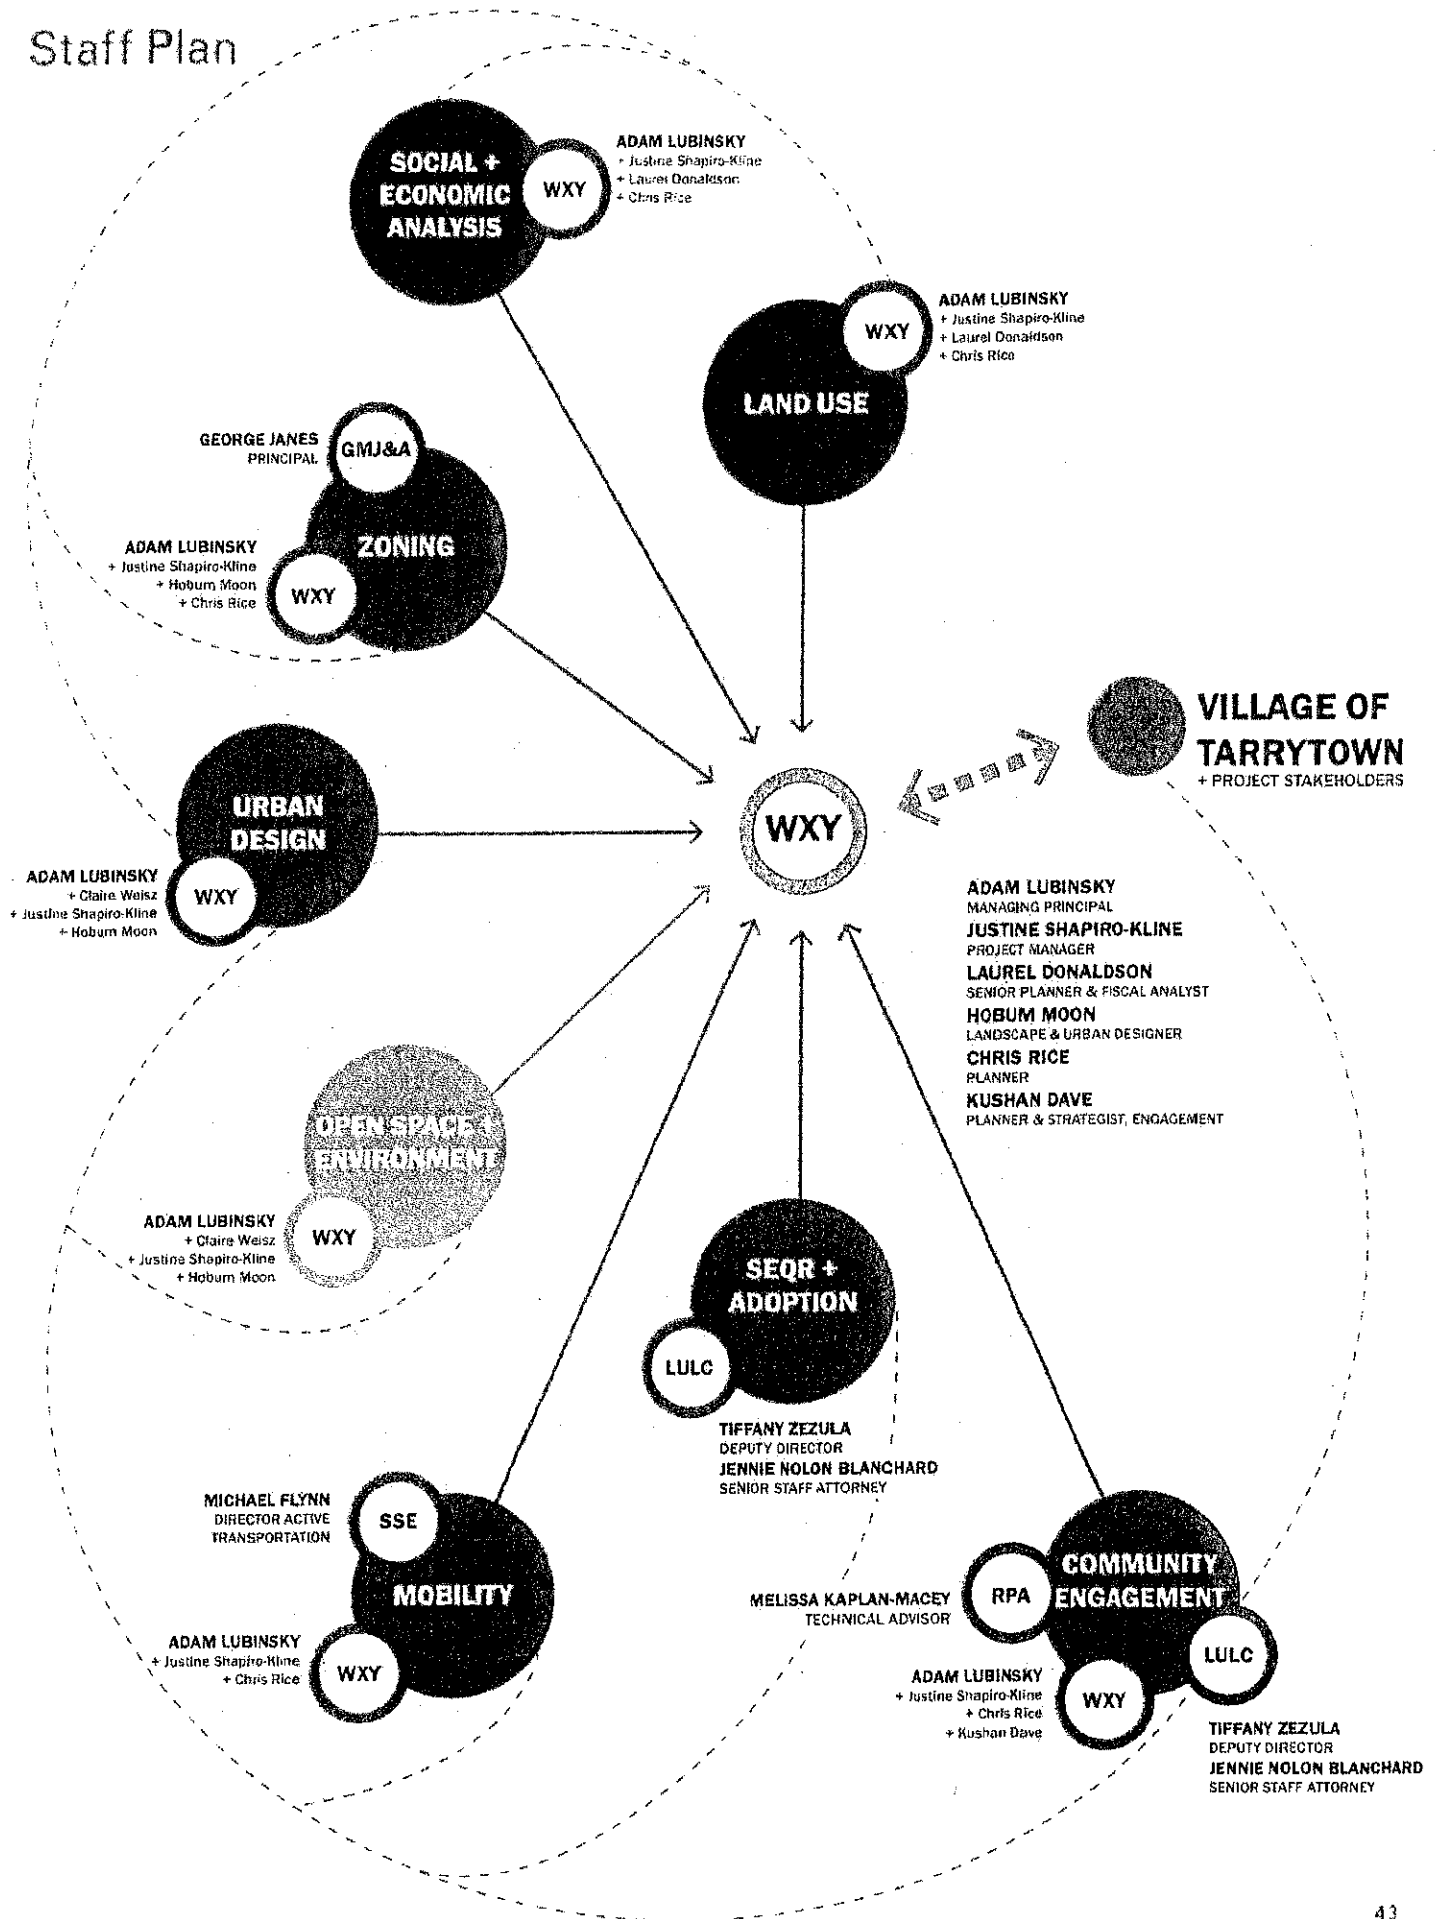 Staff Plan
SOCIAL +
ECONOMIC
ANALYSIS
WXY
ADAM LUBINSKY
+ Justine Shapiro-Kline
+ Laurel Donaldson
+ Chris Rice
LAND USE
WXY
ADAM LUBINSKY
+ Justine Shapiro-Kline
+ Laurel Donaldson
+ Chris Rice
GEORGE JANES
PRINCIPAL
GMJ&A
ZONING
ADAM LUBINSKY
+ Justine Shapiro-Kline
+ Hobum Moon
+ Chris Rice
WXY
URBAN
DESIGN
ADAM LUBINSKY
+ Claire Weisz
+ Justine Shapiro-Kline
+ Hobum Moon
WXY
WXY
VILLAGE OF
TARRYTOWN
+ PROJECT STAKEHOLDERS
ADAM LUBINSKY
MANAGING PRINCIPAL
JUSTINE SHAPIRO-KLINE
PROJECT MANAGER
LAUREL DONALDSON
SENIOR PLANNER & FISCAL ANALYST
HOBUM MOON
LANDSCAPE & URBAN DESIGNER
CHRIS RICE
PLANNER
KUSHAN DAVE
PLANNER & STRATEGIST, ENGAGEMENT
OPEN SPACE +
ENVIRONMENT
ADAM LUBINSKY
+ Claire Weisz
+ Justine Shapiro-Kline
+ Hobum Moon
WXY
SEQR +
ADOPTION
LULC
TIFFANY ZEZULA
DEPUTY DIRECTOR
JENNIE NOLON BLANCHARD
SENIOR STAFF ATTORNEY
MICHAEL FLYNN
DIRECTOR ACTIVE
TRANSPORTATION
SSE
MOBILITY
ADAM LUBINSKY
+ Justine Shapiro-Kline
+ Chris Rice
WXY
COMMUNITY
ENGAGEMENT
MELISSA KAPLAN-MACEY
TECHNICAL ADVISOR
RPA
ADAM LUBINSKY
+ Justine Shapiro-Kline
+ Chris Rice
+ Kushan Dave
WXY
LULC
TIFFANY ZEZULA
DEPUTY DIRECTOR
JENNIE NOLON BLANCHARD
SENIOR STAFF ATTORNEY
43